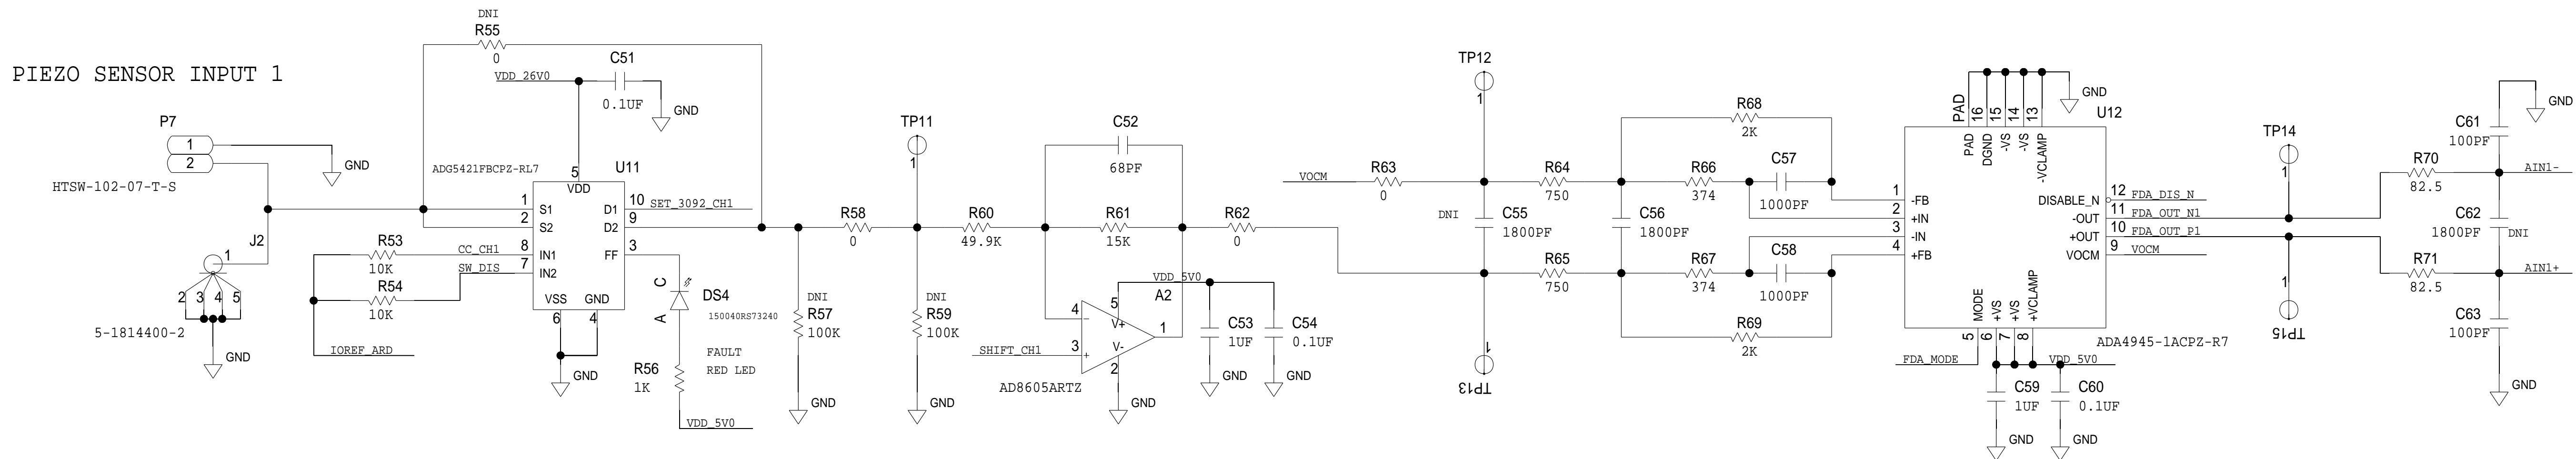 PIEZO SENSOR INPUT 1
P7
1
2
HTSW-102-07-T-S
GND
J2
1
2 3 4 5
5-1814400-2
GND
DNI
R55
0
VDD_26V0
C51
0.1UF
GND
ADG5421FBCPZ-RL7
U11
5
VDD
1 S1
2 S2
8 IN1
7 IN2
D1 10 SET_3092_CH1
D2 9
FF 3
VSS GND
6 4
GND
R53
10K
CC_CH1
SW_DIS
R54
10K
IOREF_ARD
C
A
DS4
150040RS73240
FAULT
RED LED
R56
1K
VDD_5V0
DNI
R57
100K
GND
R58
0
TP11
1
DNI
R59
100K
GND
R60
49.9K
C52
68PF
R61
15K
R62
0
VDD_5V0
A2
4
3
5
V+
V-
2
1
SHIFT_CH1
AD8605ARTZ
GND
C53
1UF
GND
C54
0.1UF
GND
VOCM
R63
0
TP12
1
DNI
C55
1800PF
1
TP13
R64
750
R65
750
C56
1800PF
R68
2K
R66
374
C57
1000PF
R67
374
C58
1000PF
R69
2K
PAD 16 15 14 13
PAD DGND -VS -VS -VCLAMP
GND
U12
1 -FB
2 +IN
3 -IN
4 +FB
DISABLE_N 12 FDA_DIS_N
-OUT 11 FDA_OUT_N1
+OUT 10 FDA_OUT_P1
VOCM 9 VOCM
MODE +VS +VS +VCLAMP
5 6 7 8
ADA4945-1ACPZ-R7
FDA_MODE
VDD_5V0
C59
1UF
GND
C60
0.1UF
GND
TP14
1
1
TP15
R70
82.5
R71
82.5
C61
100PF
GND
AIN1-
C62
1800PF
DNI
AIN1+
C63
100PF
GND